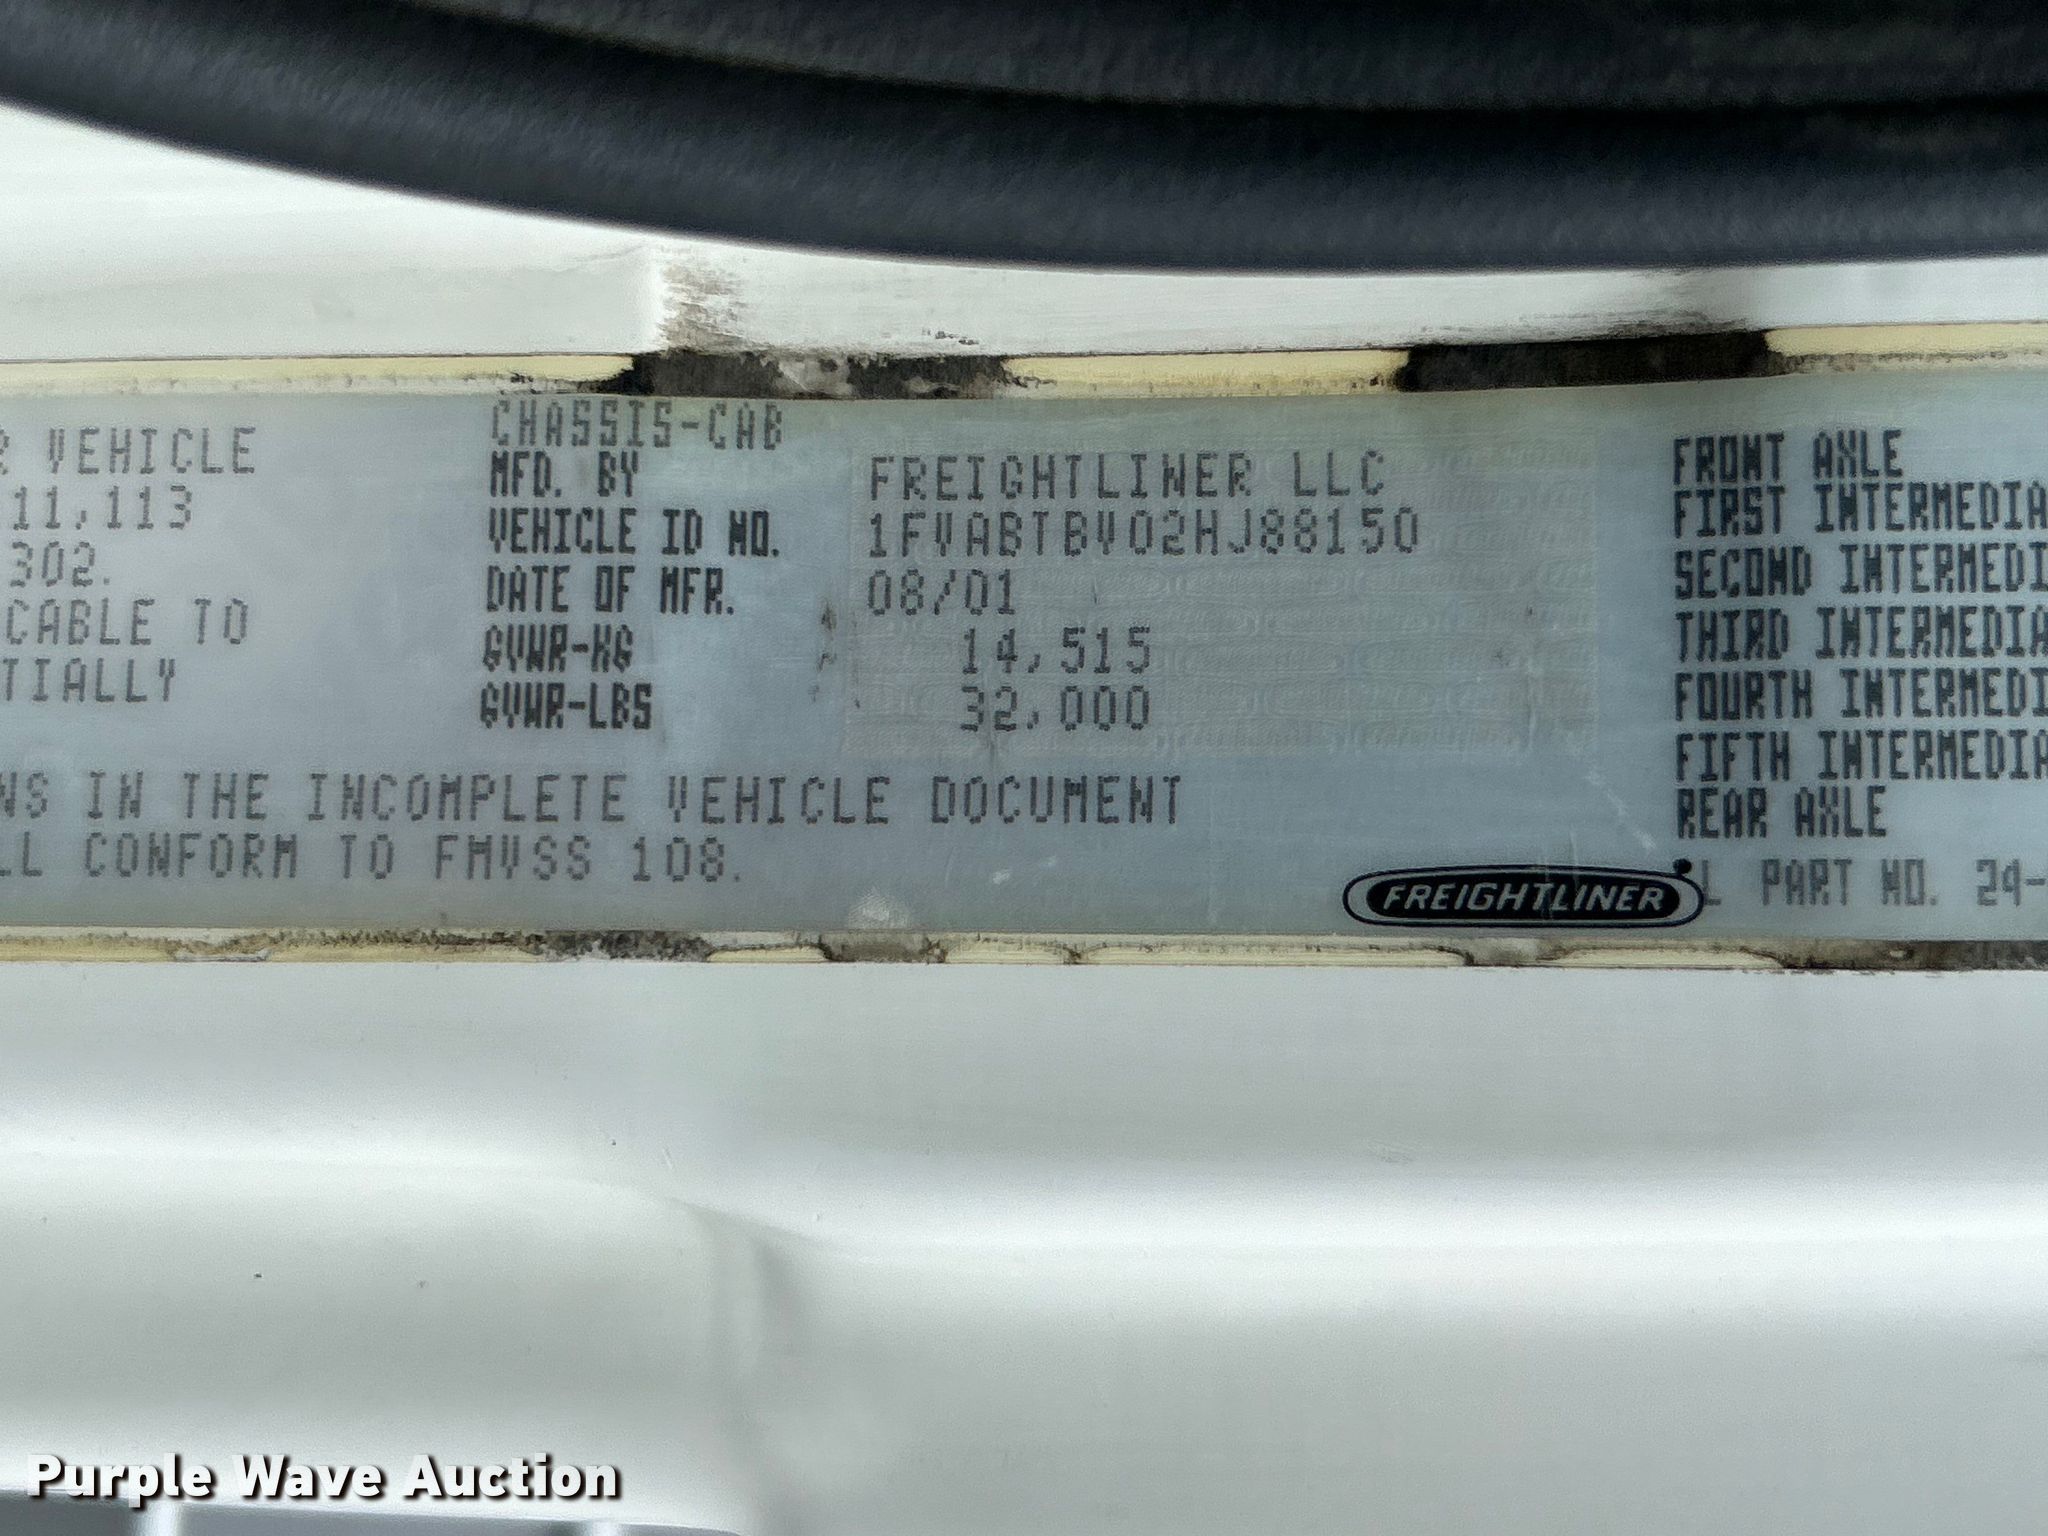 R VEHICLE
11,113
302.
CABLE TO
TIALLY
NS IN THE INCOMPLETE VEHICLE DOCUMENT
LL CONFORM TO FMVSS 108.
CHASSIS-CAB
MFD. BY FREIGHTLINER LLC
VEHICLE ID NO. 1FVABTBV02HJ88150
DATE OF MFR. 08/01
GVWR-KG 14,515
GVWR-LBS 32,000
FREIGHTLINER
FRONT AXLE
FIRST INTERMEDIA
SECOND INTERMEDI
THIRD INTERMEDIA
FOURTH INTERMEDI
FIFTH INTERMEDIA
REAR AXLE
L PART NO. 24-
Purple Wave Auction